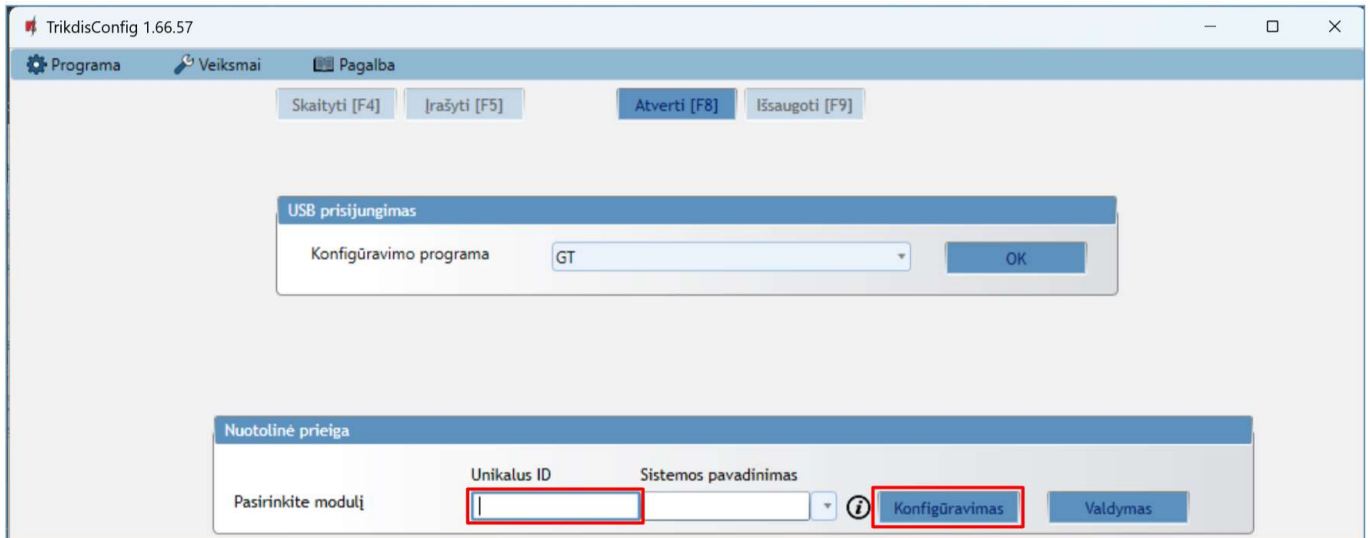 TrikdisConfig 1.66.57
Programa Veiksmai Pagalba
Skaityti [F4] Įrašyti [F5] Atverti [F8] Išsaugoti [F9]
USB prisijungimas
Konfigūravimo programa GT OK
Nuotolinė prieiga
Unikalus ID Sistemos pavadinimas
Pasirinkite modulį Konfigūravimas Valdymas